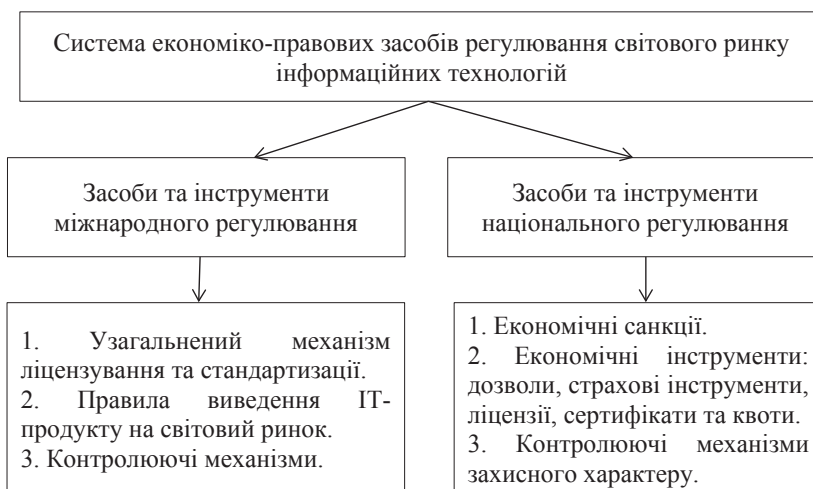 Система економіко-правових засобів регулювання світового ринку
інформаційних технологій
Засоби та інструменти
міжнародного регулювання
Засоби та інструменти
національного регулювання
1. Узагальнений механізм
ліцензування та стандартизації.
2. Правила виведення ІТ-
продукту на світовий ринок.
3. Контролюючі механізми.
1. Економічні санкції.
2. Економічні інструменти:
дозволи, страхові інструменти,
ліцензії, сертифікати та квоти.
3. Контролюючі механізми
захисного характеру.